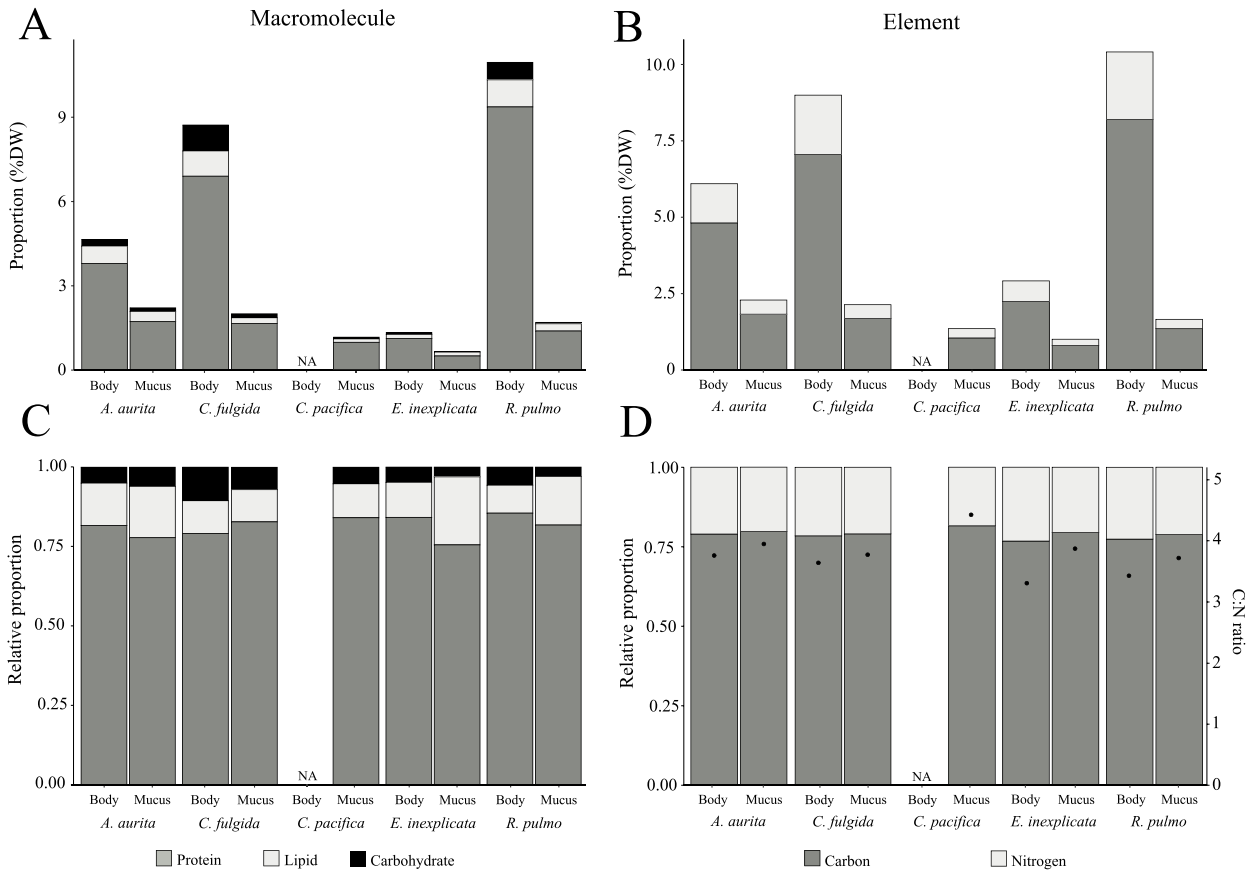 A
Macromolecule
Proportion (%DW)
9
6
3
0
NA
Body Mucus Body Mucus Body Mucus Body Mucus Body Mucus
A. aurita C. fulgida C. pacifica E. inexplicata R. pulmo
B
Element
Proportion (%DW)
10.0
7.5
5.0
2.5
0
NA
Body Mucus Body Mucus Body Mucus Body Mucus Body Mucus
A. aurita C. fulgida C. pacifica E. inexplicata R. pulmo
C
Relative proportion
1.00
0.75
0.50
0.25
0.00
NA
Body Mucus Body Mucus Body Mucus Body Mucus Body Mucus
A. aurita C. fulgida C. pacifica E. inexplicata R. pulmo
Protein Lipid Carbohydrate
D
Relative proportion
1.00
0.75
0.50
0.25
0.00
NA
5
4
3
2
1
0
C:N ratio
Body Mucus Body Mucus Body Mucus Body Mucus Body Mucus
A. aurita C. fulgida C. pacifica E. inexplicata R. pulmo
Carbon Nitrogen